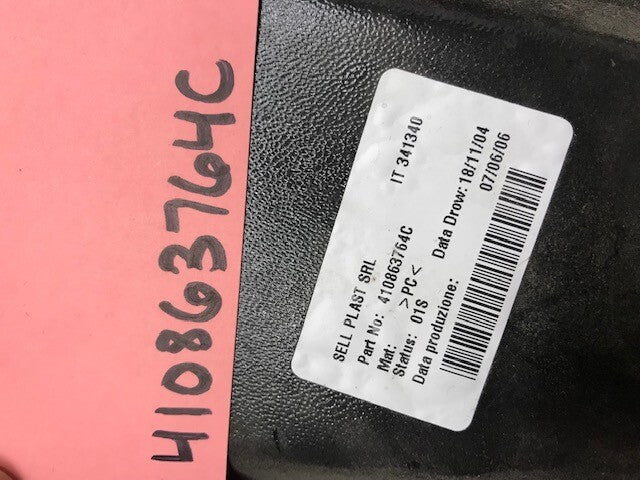 410863764C
SELL PLAST SRL
Part No: 410863764C IT 341340
Mat: >PC<
Status: 01S Data Drow: 18/11/04
Data produzione: 07/06/06